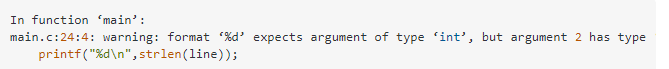 In function ‘main’:
main.c:24:4: warning: format ‘%d’ expects argument of type ‘int’, but argument 2 has type
printf("%d\n",strlen(line));